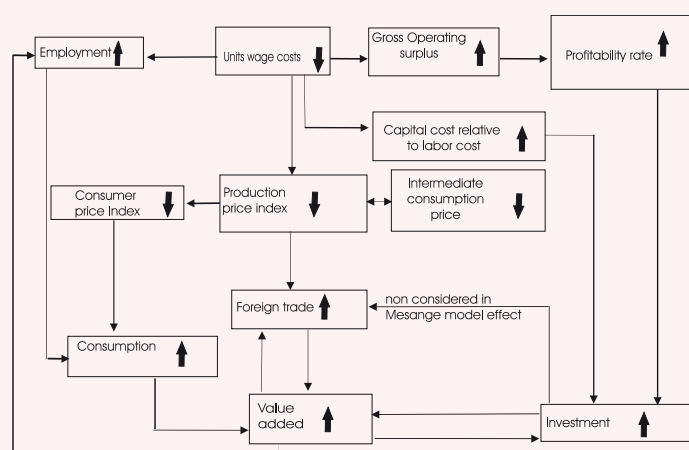 Employment
Units wage costs
Gross Operating
surplus
Profitability rate
Capital cost relative
to labor cost
Consumer
price Index
Production
price index
Intermediate
consumption
price
Foreign trade
non considered in
Mesange model effect
Consumption
Value
added
Investment